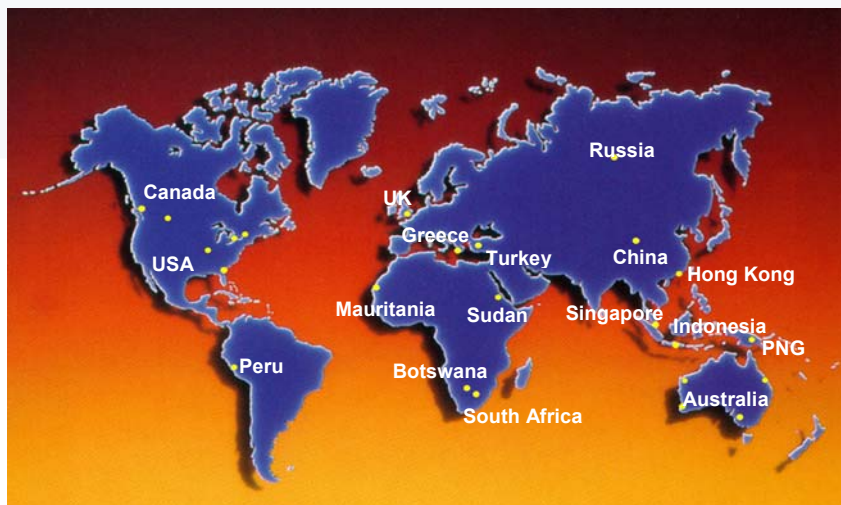 Russia
Canada
UK
Greece
Turkey
China
USA
Hong Kong
Mauritania
Sudan
Singapore
Indonesia
PNG
Peru
Botswana
Australia
South Africa